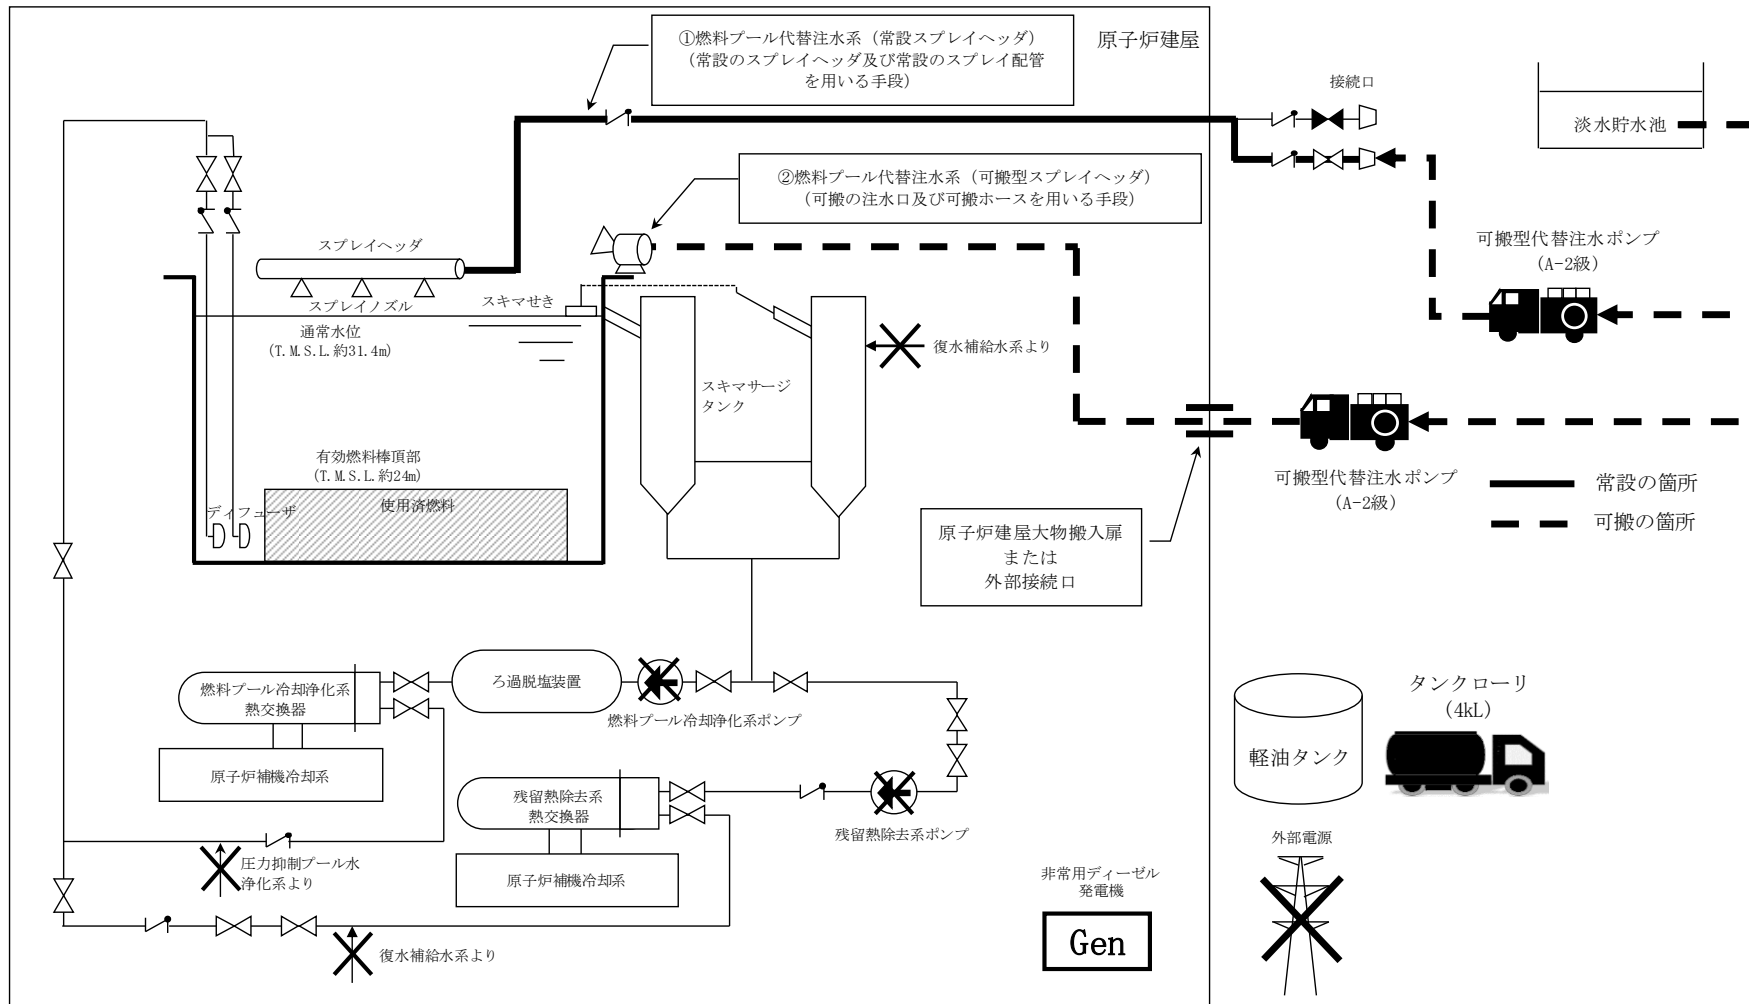 ①燃料プール代替注水系（常設スプレイヘッダ）
（常設のスプレイヘッダ及び常設のスプレイ配管
を用いる手段）
原子炉建屋
接続口
淡水貯水池
②燃料プール代替注水系（可搬型スプレイヘッダ）
（可搬の注水口及び可搬ホースを用いる手段）
スプレイヘッダ
スプレイノズル
スキマせき
通常水位
（T.M.S.L.約31.4m）
復水補給水系より
スキマサージ
タンク
可搬型代替注水ポンプ
（A-2級）
可搬型代替注水ポンプ
（A-2級）
常設の箇所
可搬の箇所
有効燃料棒頂部
（T.M.S.L.約24m）
使用済燃料
ディフューザ
原子炉建屋大物搬入扉
または
外部接続口
燃料プール冷却浄化系
熱交換器
ろ過脱塩装置
燃料プール冷却浄化系ポンプ
原子炉補機冷却系
残留熱除去系
熱交換器
残留熱除去系ポンプ
原子炉補機冷却系
圧力抑制プール水
浄化系より
復水補給水系より
軽油タンク
タンクローリ
（4kL）
外部電源
非常用ディーゼル
発電機
Gen